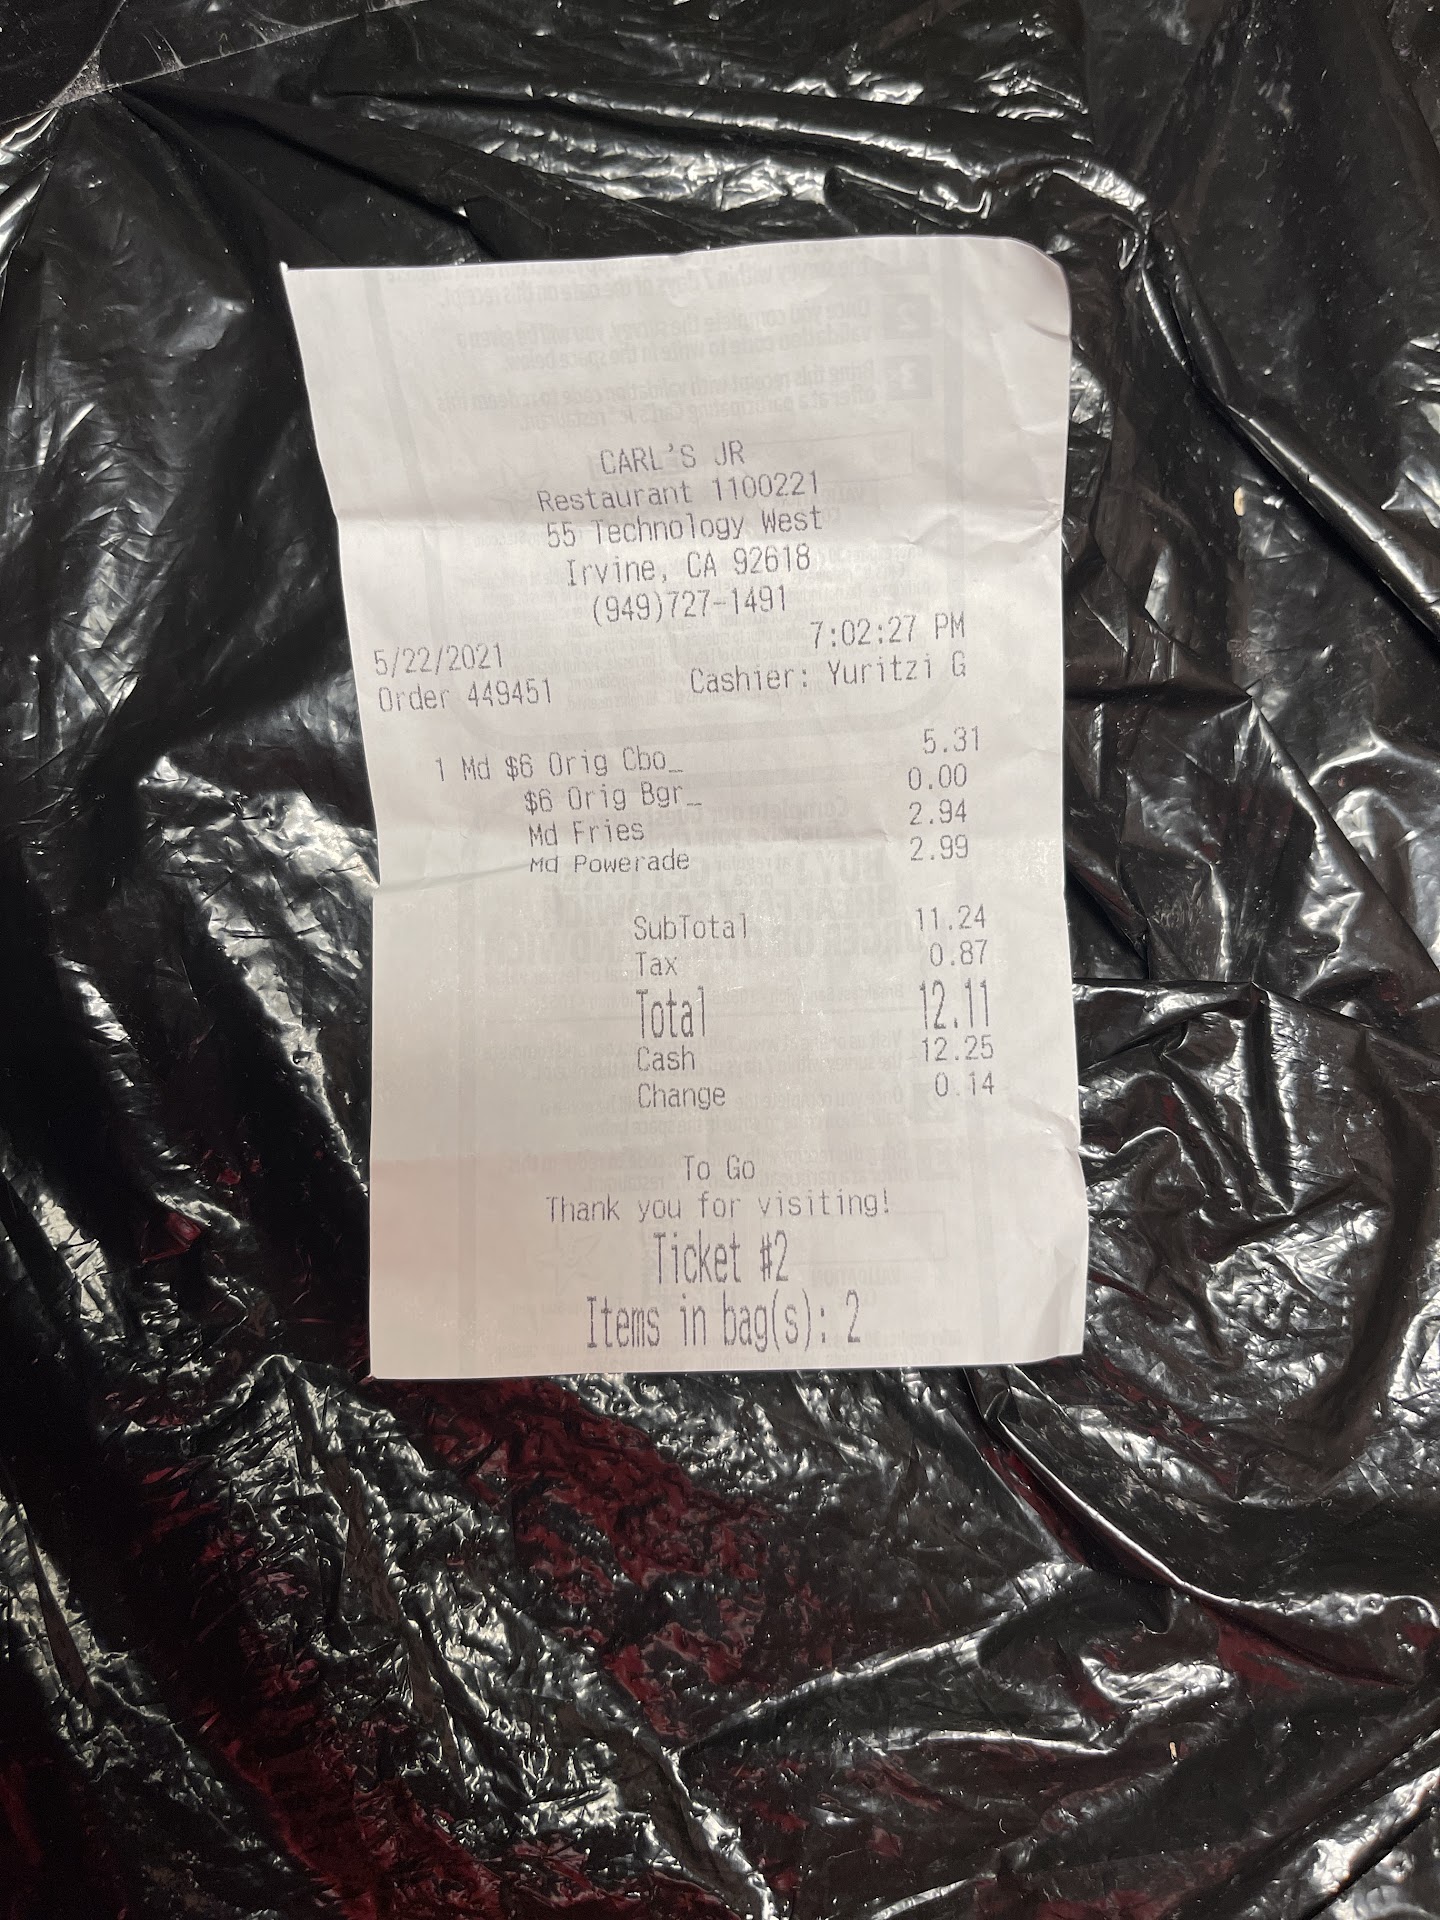 CARL'S JR
Restaurant 1100221
55 Technology West
Irvine, CA 92618
(949)727-1491
5/22/2021 7:02:27 PM
Order 449451 Cashier: Yuritzi G
1 Md $6 Orig Cbo_ 5.31
$6 Orig Bgr_ 0.00
Md Fries 2.94
Md Powerade 2.99
SubTotal 11.24
Tax 0.87
Total 12.11
Cash 12.25
Change 0.14
To Go
Thank you for visiting!
Ticket #2
Items in bag(s): 2